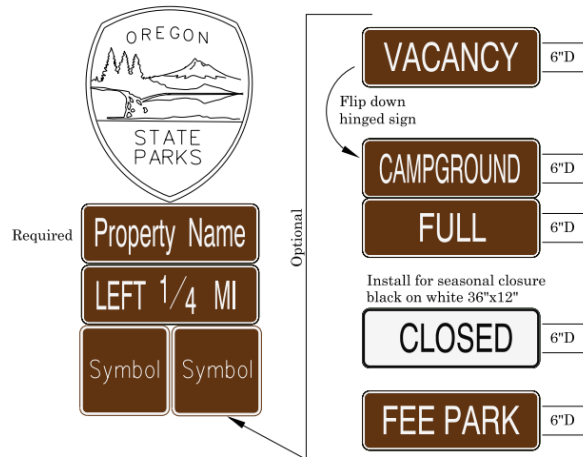 OREGON
STATE
PARKS
Required
Property Name
LEFT 1/4 MI
Symbol Symbol
Optional
VACANCY
6"D
Flip down
hinged sign
CAMPGROUND
6"D
FULL
6"D
Install for seasonal closure
black on white 36"x12"
CLOSED
6"D
FEE PARK
6"D